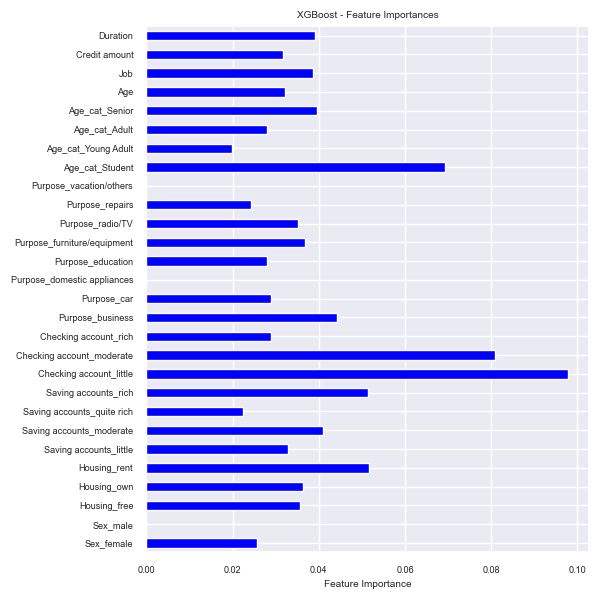 XGBoost - Feature Importances
Duration
Credit amount
Job
Age
Age_cat_Senior
Age_cat_Adult
Age_cat_Young Adult
Age_cat_Student
Purpose_vacation/others
Purpose_repairs
Purpose_radio/TV
Purpose_furniture/equipment
Purpose_education
Purpose_domestic appliances
Purpose_car
Purpose_business
Checking account_rich
Checking account_moderate
Checking account_little
Saving accounts_rich
Saving accounts_quite rich
Saving accounts_moderate
Saving accounts_little
Housing_rent
Housing_own
Housing_free
Sex_male
Sex_female
0.00 0.02 0.04 0.06 0.08 0.10
Feature Importance